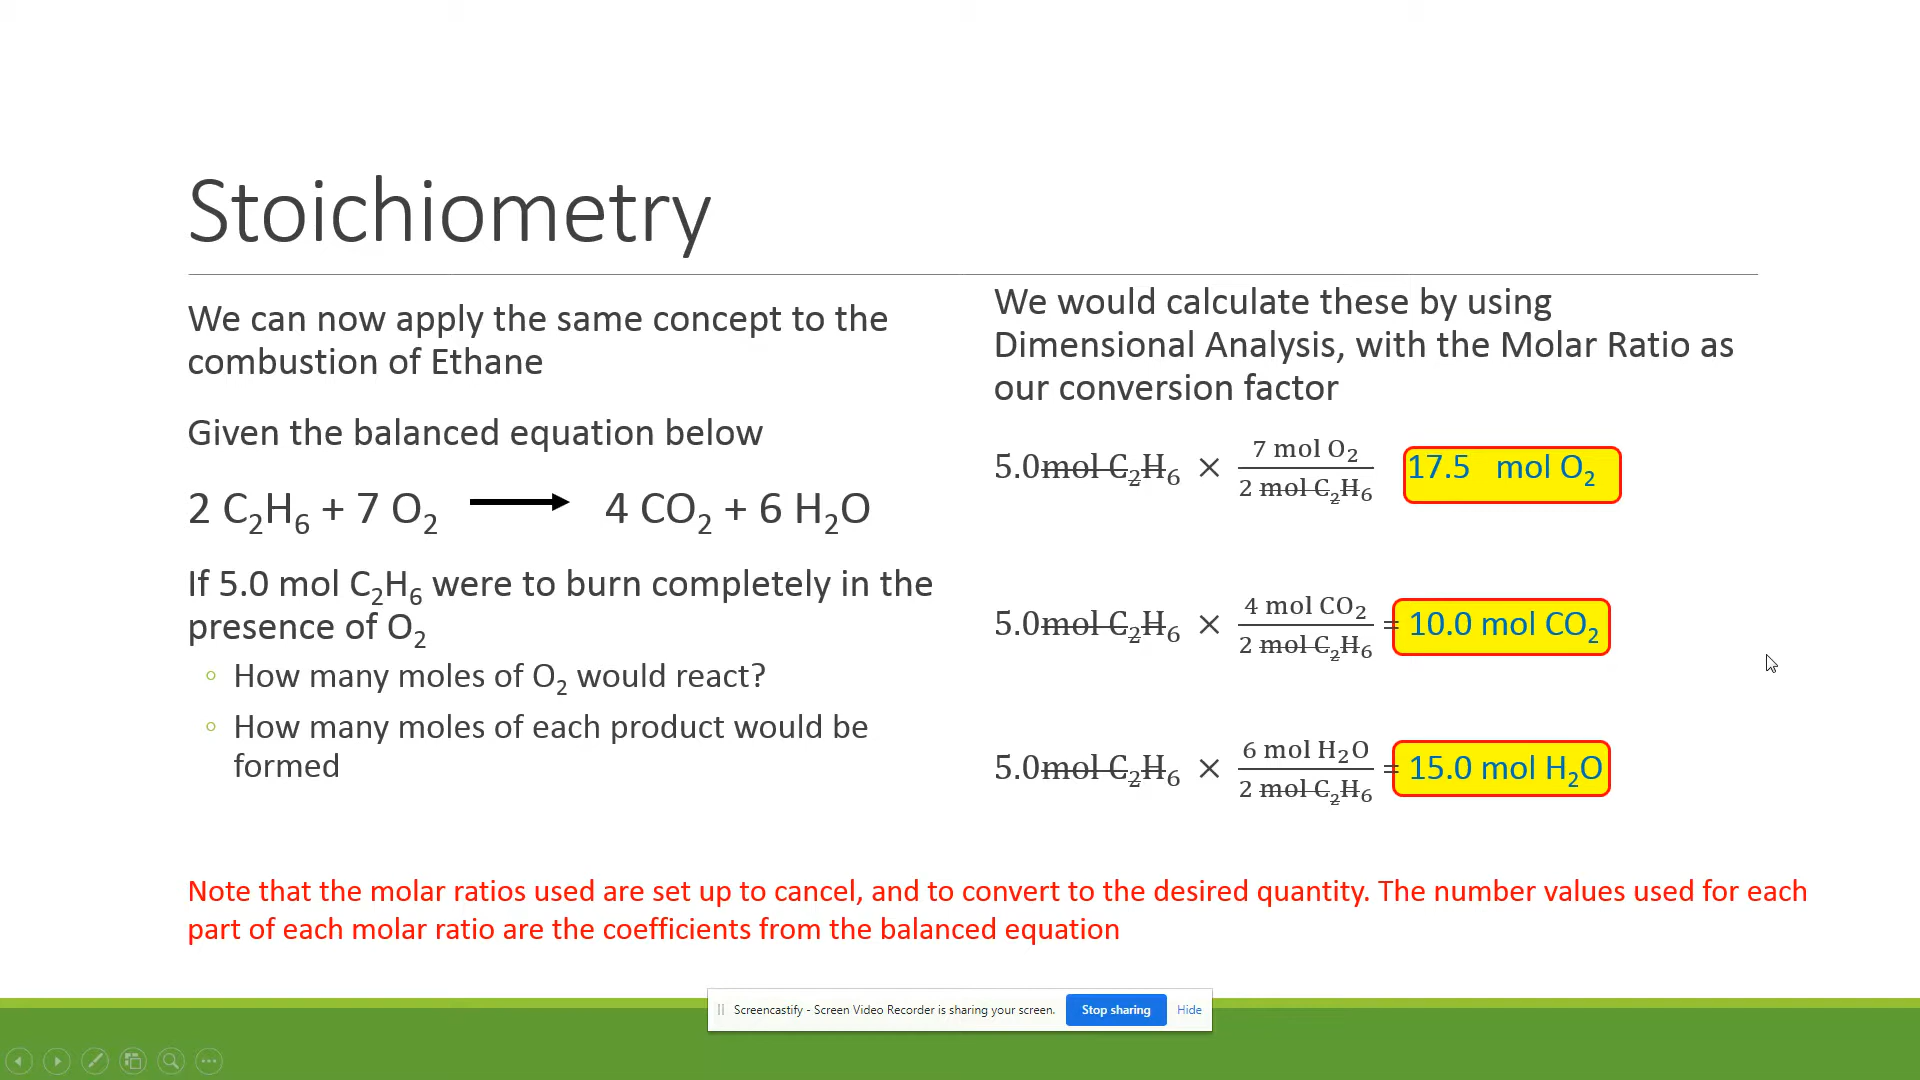 Stoichiometry
We can now apply the same concept to the
combustion of Ethane
Given the balanced equation below
2 C₂H₆ + 7 O₂ ⟶ 4 CO₂ + 6 H₂O
If 5.0 mol C₂H₆ were to burn completely in the
presence of O₂
◦ How many moles of O₂ would react?
◦ How many moles of each product would be
formed
We would calculate these by using
Dimensional Analysis, with the Molar Ratio as
our conversion factor
5.0mol C₂H₆ × 7 mol O₂ / 2 mol C₂H₆ 17.5 mol O₂
5.0mol C₂H₆ × 4 mol CO₂ / 2 mol C₂H₆ = 10.0 mol CO₂
5.0mol C₂H₆ × 6 mol H₂O / 2 mol C₂H₆ = 15.0 mol H₂O
Note that the molar ratios used are set up to cancel, and to convert to the desired quantity. The number values used for each
part of each molar ratio are the coefficients from the balanced equation
Screencastify - Screen Video Recorder is sharing your screen. Stop sharing Hide